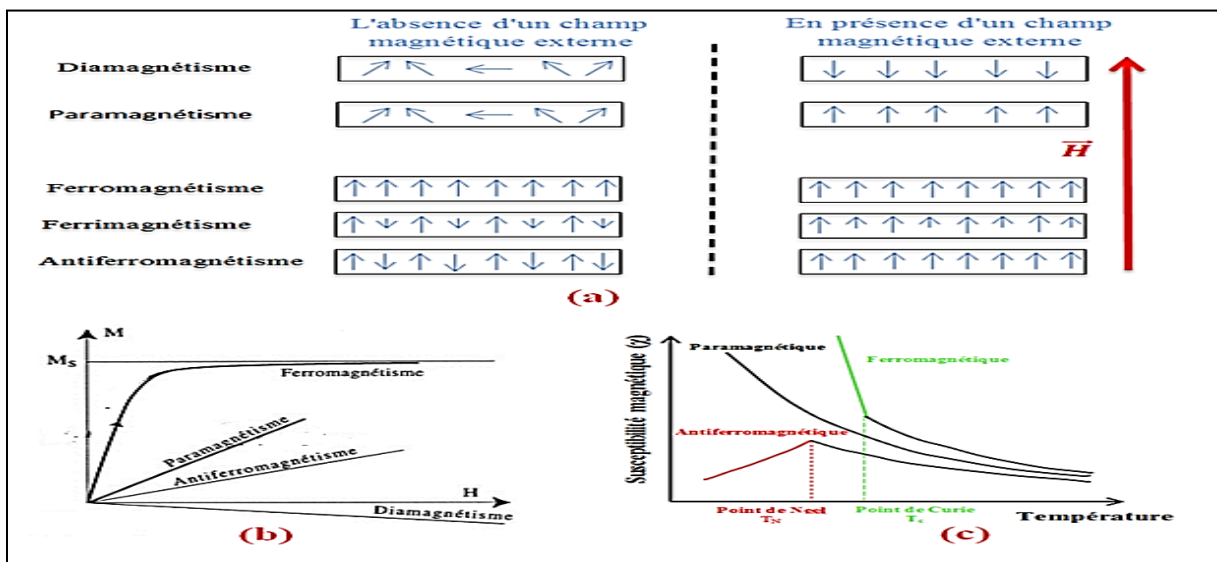 L'absence d'un champ
magnétique externe
En présence d'un champ
magnétique externe
Diamagnétisme
Paramagnétisme
H
Ferromagnétisme
Ferrimagnétisme
Antiferromagnétisme
(a)
M
Ms
Ferromagnétisme
Paramagnétisme
Antiferromagnétisme
H
Diamagnétisme
(b)
Susceptibilité magnétique (χ)
Paramagnétique
Ferromagnétique
Antiferromagnétique
Point de Neel
TN
Point de Curie
Tc
Température
(c)